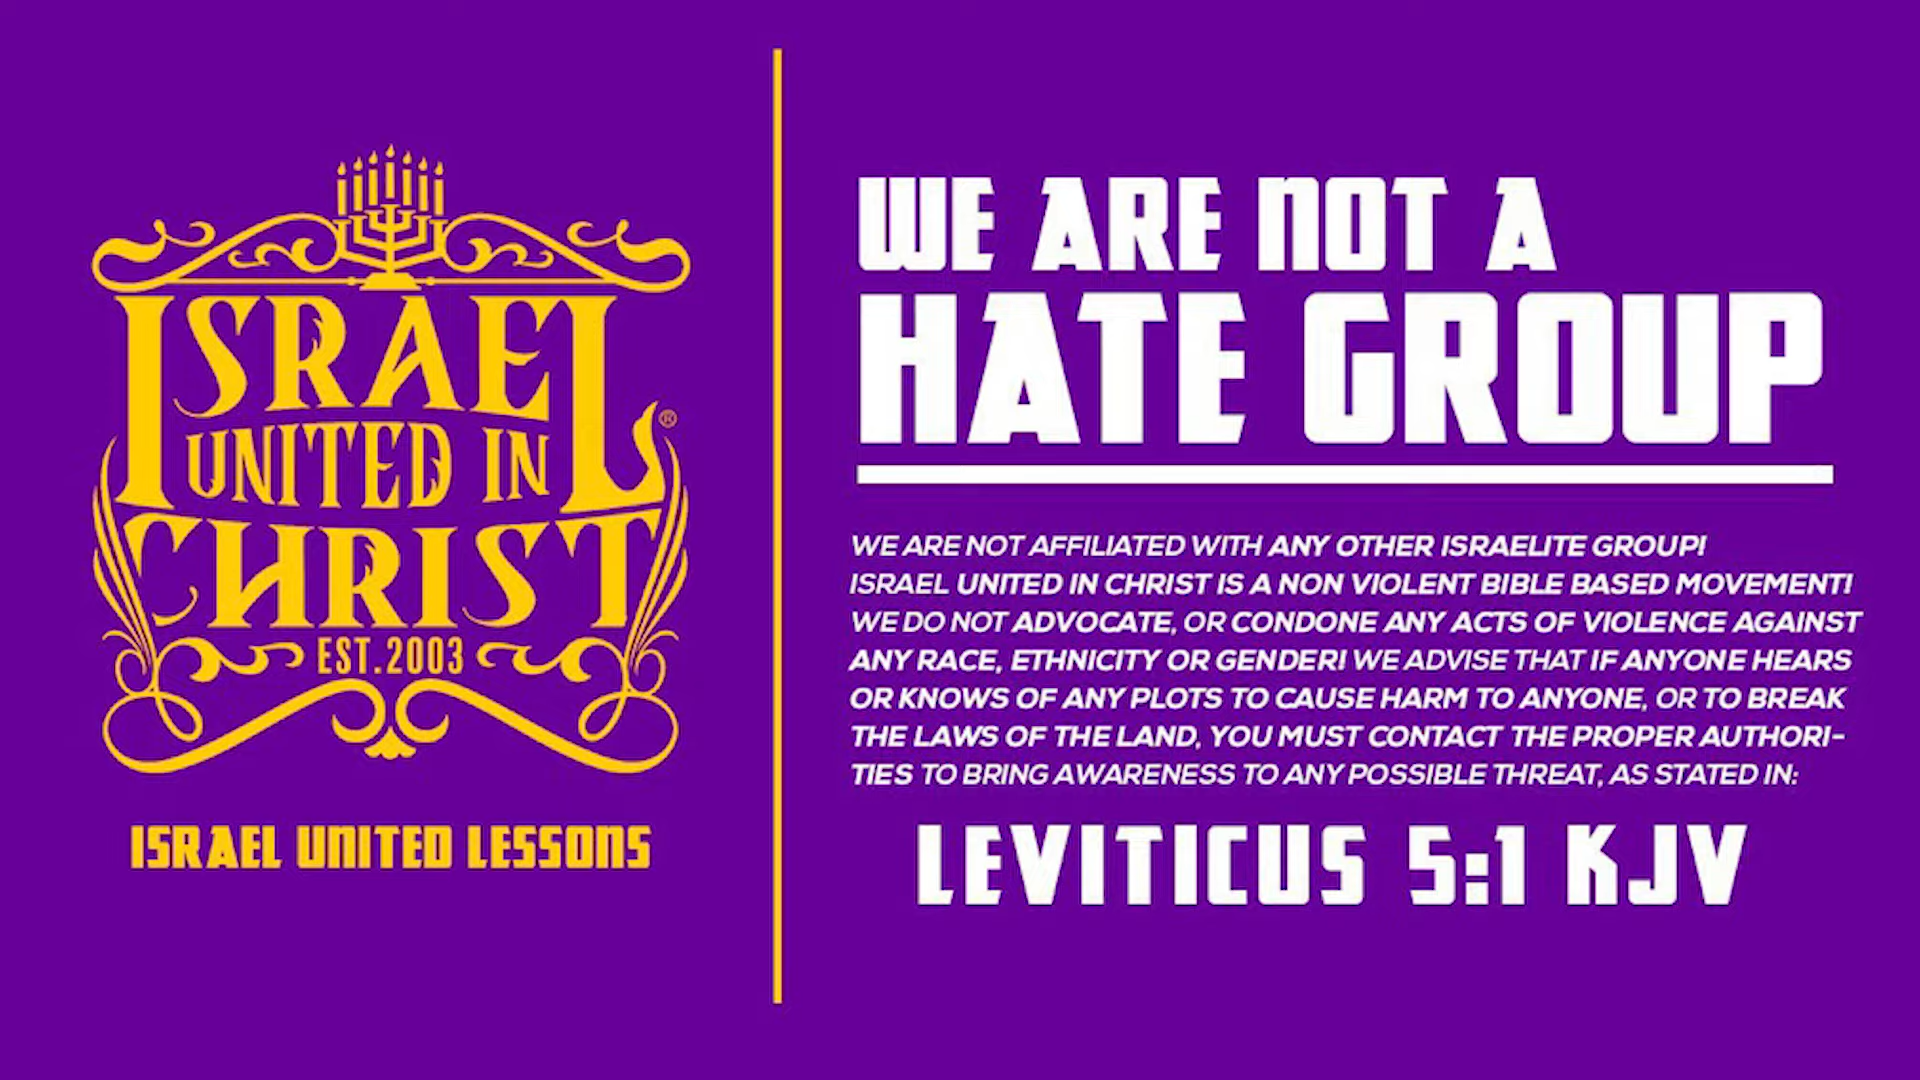 ISRAEL
UNITED IN
CHRIST
®
EST.2003
ISRAEL UNITED LESSONS
WE ARE NOT A
HATE GROUP
WE ARE NOT AFFILIATED WITH ANY OTHER ISRAELITE GROUP!
ISRAEL UNITED IN CHRIST IS A NON VIOLENT BIBLE BASED MOVEMENT!
WE DO NOT ADVOCATE, OR CONDONE ANY ACTS OF VIOLENCE AGAINST
ANY RACE, ETHNICITY OR GENDER! WE ADVISE THAT IF ANYONE HEARS
OR KNOWS OF ANY PLOTS TO CAUSE HARM TO ANYONE, OR TO BREAK
THE LAWS OF THE LAND, YOU MUST CONTACT THE PROPER AUTHORI-
TIES TO BRING AWARENESS TO ANY POSSIBLE THREAT, AS STATED IN:
LEVITICUS 5:1 KJV